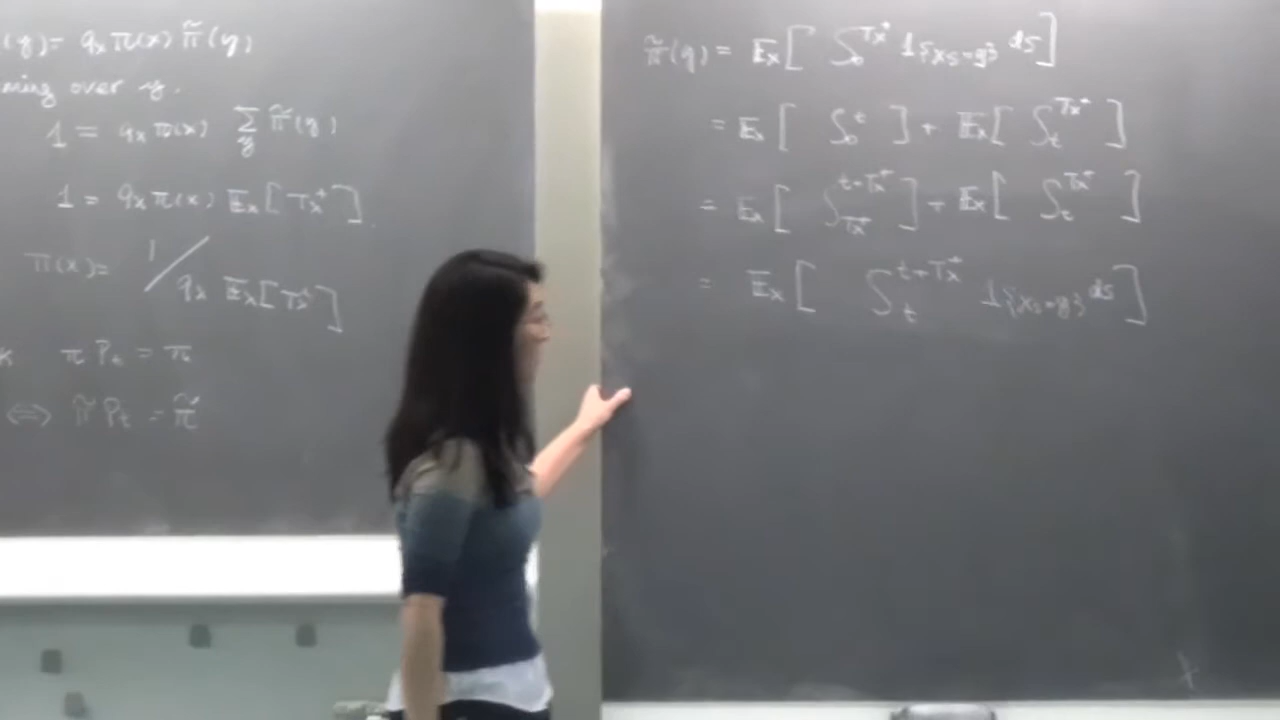 (y) = q_x π(x) π̃(y)
ming over y.
1 = q_x π(x) Σ_y π̃(y)
1 = q_x π(x) E_x[T_x^+].
π(x) = 1 / q_x E_x[T_x^+]
π P_t = π
⇔ π̃ P_t = π̃
π̃(y) = E_x[ ∫_0^{T_x^+} 1{X_s=y} ds ]
= E_x[ ∫_0^t ] + E_x[ ∫_t^{T_x^+} ]
= E_x[ ∫_{T_x^+}^{t+T_x^+} ] + E_x[ ∫_t^{T_x^+} ]
= E_x[ ∫_t^{t+T_x^+} 1{X_s=y} ds ]